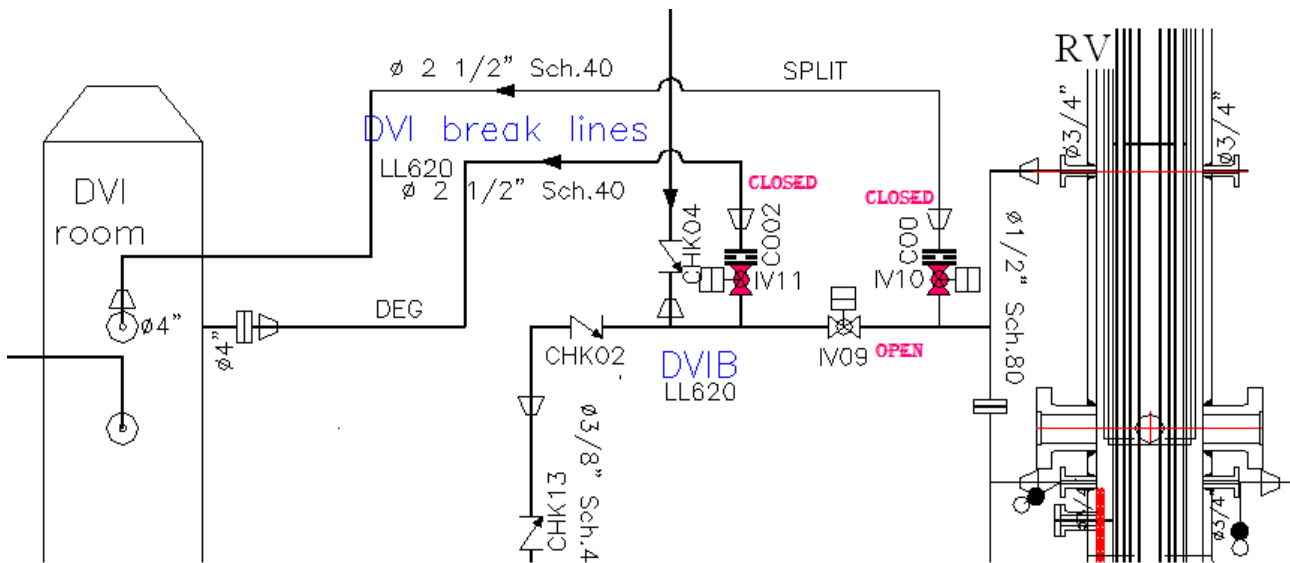 RV
ø 2 1/2" Sch.40
SPLIT
DVI break lines
LL620
ø 2 1/2" Sch.40
ø3/4"
ø3/4"
DVI
room
CLOSED
CLOSED
CHK04
COO2
COO
IV11
IV10
ø1/2" Sch.80
ø4"
DEG
ø4"
CHK02
IV09
OPEN
DVIB
LL620
ø3/8" Sch.4
CHK13
ø3/4